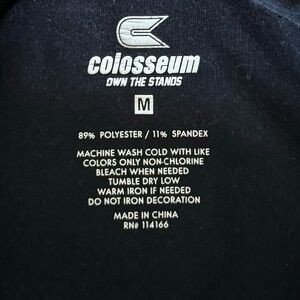 colosseum
OWN THE STANDS
M
89% POLYESTER / 11% SPANDEX
MACHINE WASH COLD WITH LIKE
COLORS ONLY NON-CHLORINE
BLEACH WHEN NEEDED
TUMBLE DRY LOW
WARM IRON IF NEEDED
DO NOT IRON DECORATION
MADE IN CHINA
RN# 114166